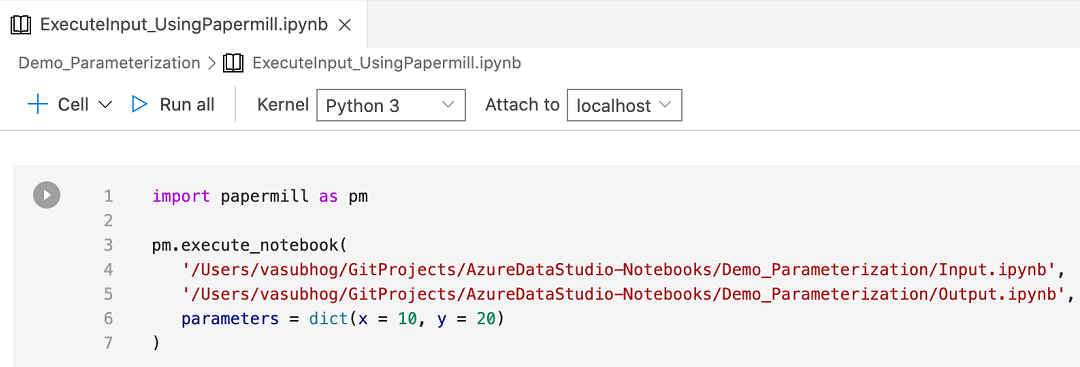 ExecuteInput_UsingPapermill.ipynb
Demo_Parameterization > ExecuteInput_UsingPapermill.ipynb
Cell Run all Kernel Python 3 Attach to localhost
1 import papermill as pm
2
3 pm.execute_notebook(
4 '/Users/vasubhog/GitProjects/AzureDataStudio-Notebooks/Demo_Parameterization/Input.ipynb',
5 '/Users/vasubhog/GitProjects/AzureDataStudio-Notebooks/Demo_Parameterization/Output.ipynb',
6 parameters = dict(x = 10, y = 20)
7 )